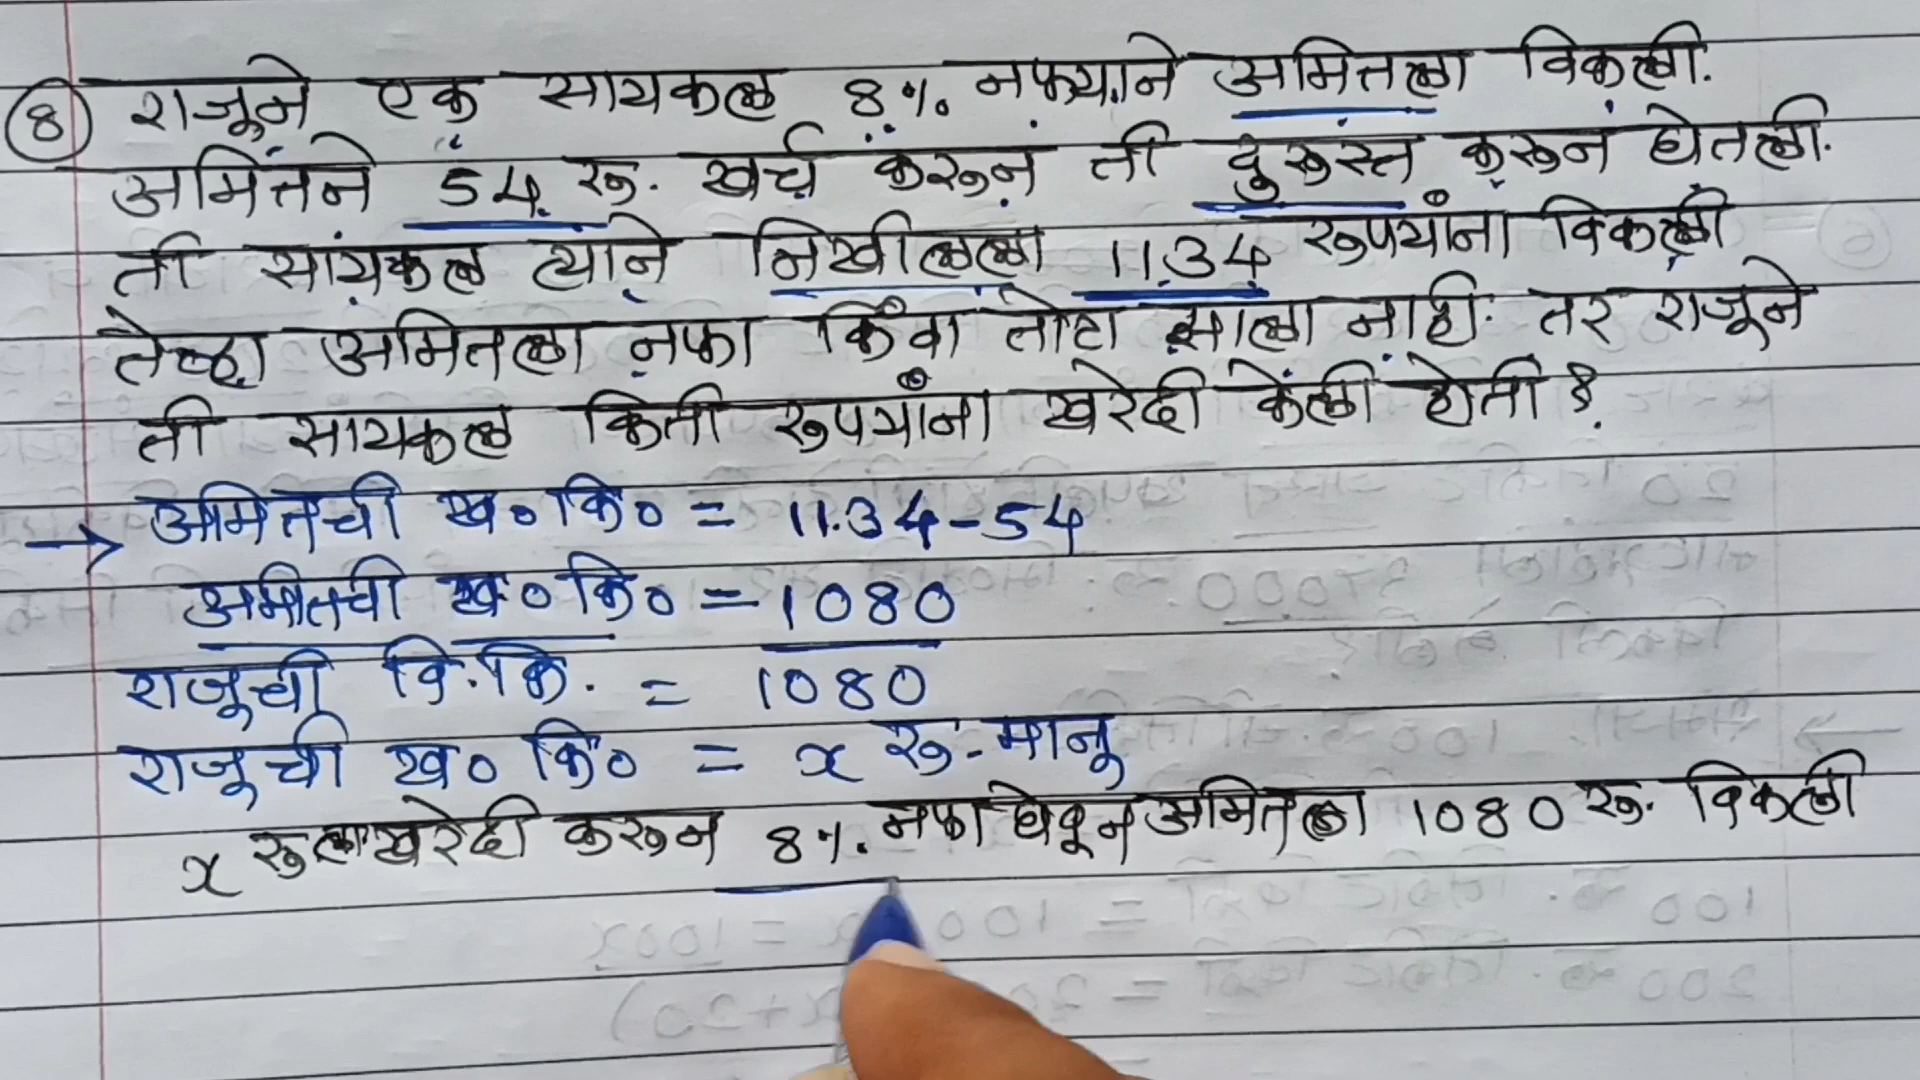 ८) राजूने एक सायकल 8%. नफ्याने अमितला विकली.
अमितने 54 रू. खर्च करून ती दुरूस्त करून घेतली.
ती सायकल त्याने निखीलला 1134 रूपयांना विकली
तेव्हा अमितला नफा किंवा तोटा झाला नाही. तर राजूने
ती सायकल किती रूपयांना खरेदी केली होती ?
→ अमितची ख० कि० = 1134-54
अमीतची ख० कि० = 1080
राजूची वि. कि. = 1080
राजूची ख० कि० = x रू. मानू
x रूला खरेदी करून 8%. नफा घेवून अमितला 1080 रू. विकली